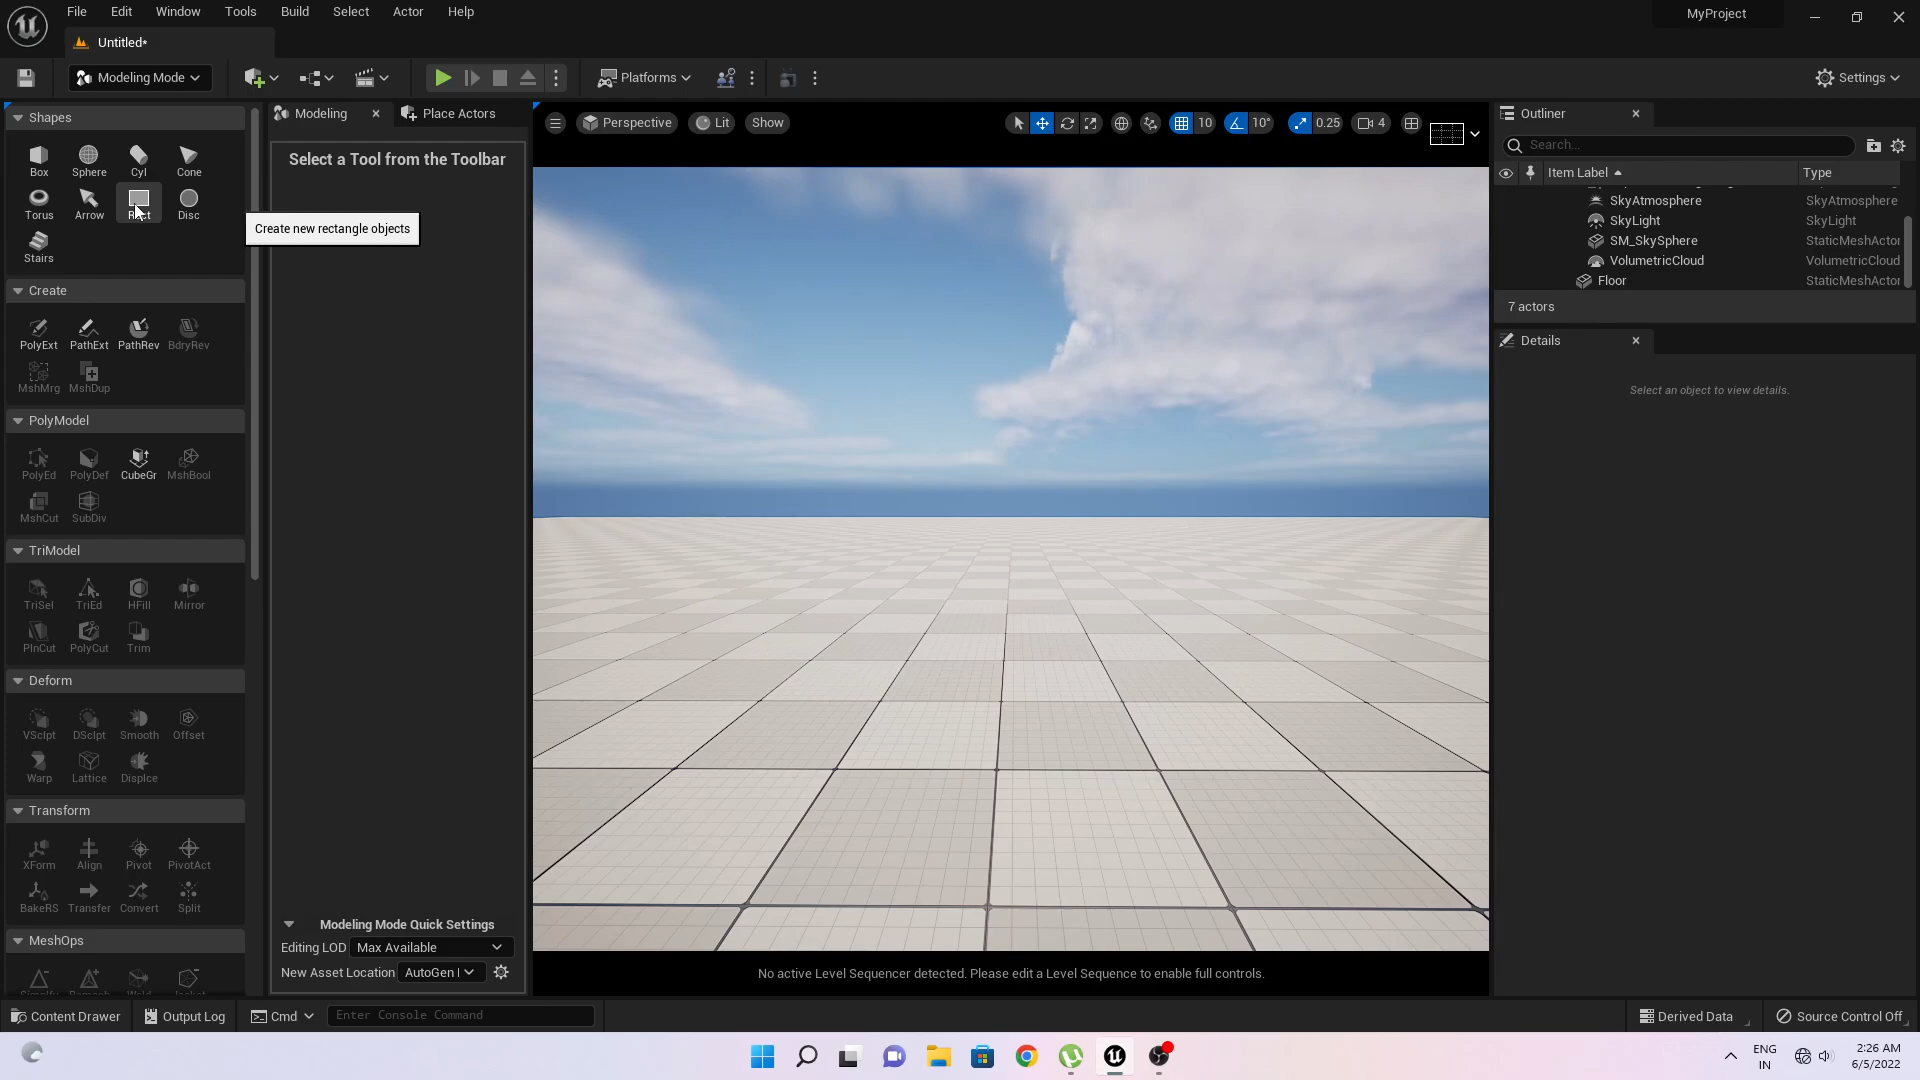 File Edit Window Tools Build Select Actor Help
MyProject
Untitled*
Modeling Mode
Platforms
Settings
Shapes
Box Sphere Cyl Cone
Torus Arrow Rect Disc
Stairs
Create new rectangle objects
Create
PolyExt PathExt PathRev BdryRev
MshMrg MshDup
PolyModel
PolyEd PolyDef CubeGr MshBool
MshCut SubDiv
TriModel
TriSel TriEd HFill Mirror
PlnCut PolyCut Trim
Deform
VSclpt DSclpt Smooth Offset
Warp Lattice Displce
Transform
XForm Align Pivot PivotAct
BakeRS Transfer Convert Split
MeshOps
Modeling Place Actors
Select a Tool from the Toolbar
Modeling Mode Quick Settings
Editing LOD Max Available
New Asset Location AutoGen
Perspective Lit Show
10 10° 0.25 4
No active Level Sequencer detected. Please edit a Level Sequence to enable full controls.
Outliner
Search...
Item Label Type
SkyAtmosphere SkyAtmosphere
SkyLight SkyLight
SM_SkySphere StaticMeshActor
VolumetricCloud VolumetricCloud
Floor StaticMeshActor
7 actors
Details
Select an object to view details.
Content Drawer Output Log Cmd Enter Console Command
Derived Data Source Control Off
ENG
IN
2:26 AM
6/5/2022